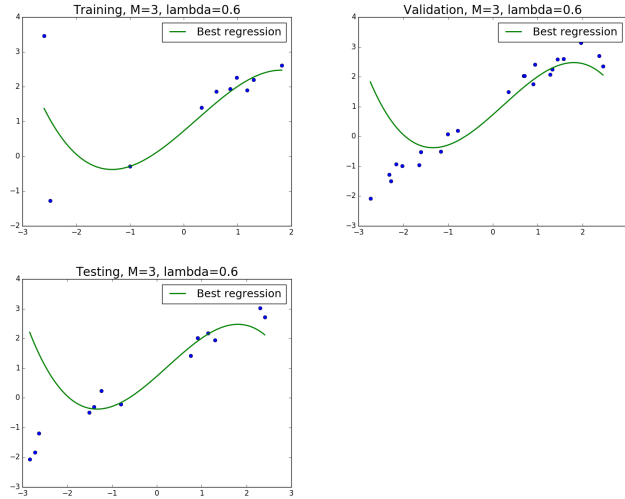 Training, M=3, lambda=0.6
Best regression
4
3
2
1
0
−1
−2
−3 −2 −1 0 1 2
Validation, M=3, lambda=0.6
Best regression
4
3
2
1
0
−1
−2
−3
−3 −2 −1 0 1 2 3
Testing, M=3, lambda=0.6
Best regression
4
3
2
1
0
−1
−2
−3
−3 −2 −1 0 1 2 3